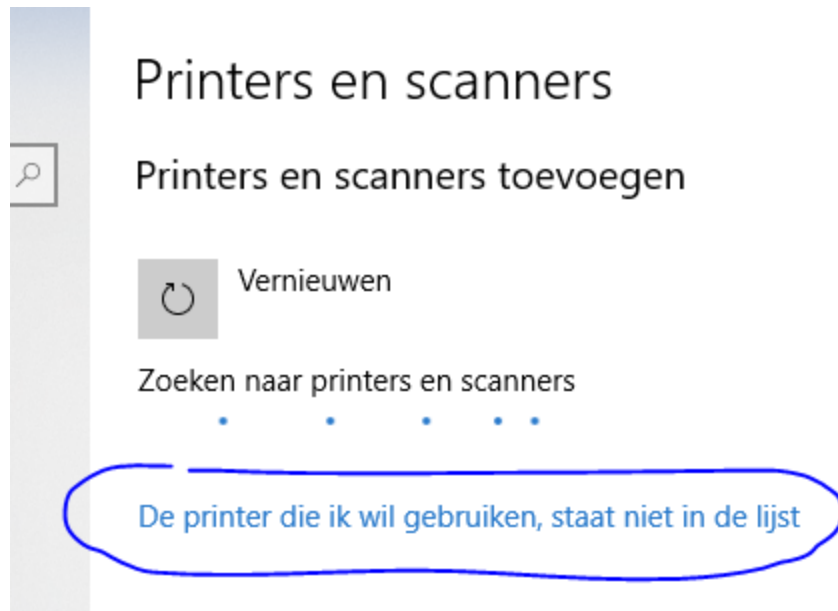 Printers en scanners
Printers en scanners toevoegen
Vernieuwen
Zoeken naar printers en scanners
De printer die ik wil gebruiken, staat niet in de lijst